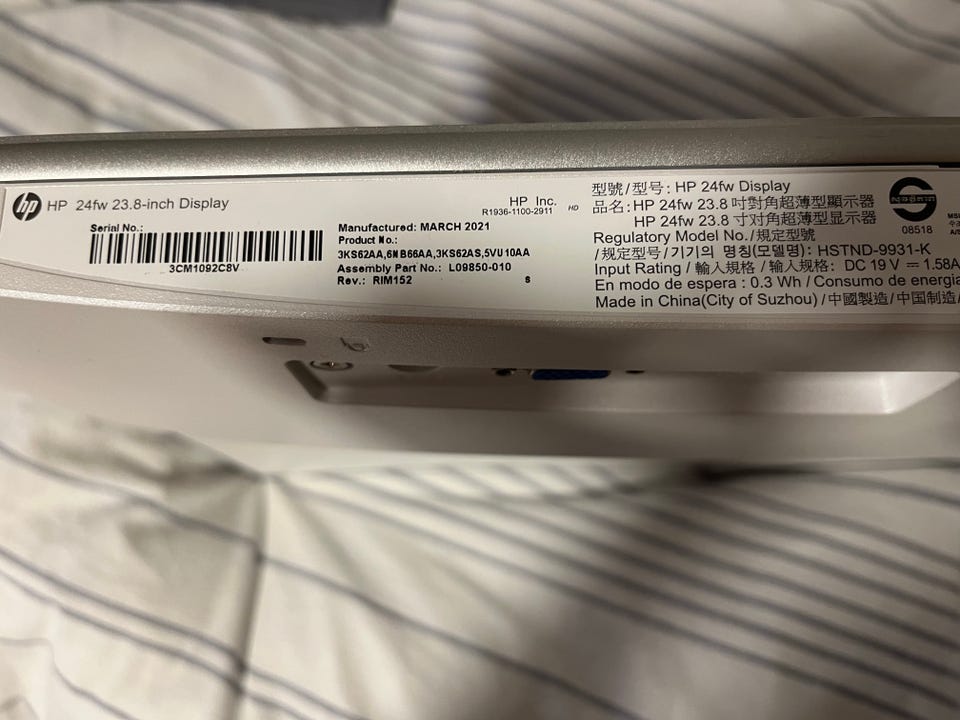 hp HP 24fw 23.8-inch Display
HP Inc.
R1936-1100-2911 HD
Serial No.:
3CM1092C8V
Manufactured: MARCH 2021
Product No.:
3KS62AA,6NB66AA,3KS62AS,5VU10AA
Assembly Part No.: L09850-010
Rev.: RIM152 S
型號/型号: HP 24fw Display
品名: HP 24fw 23.8 吋對角超薄型顯示器
HP 24fw 23.8 寸对角超薄型显示器
Regulatory Model No./規定型號
/规定型号/기기의 명칭(모델명): HSTND-9931-K
Input Rating / 輸入規格 / 输入规格: DC 19 V ⎓ 1.58A
En modo de espera : 0.3 Wh / Consumo de energia
Made in China(City of Suzhou) / 中國製造/中国制造
08518